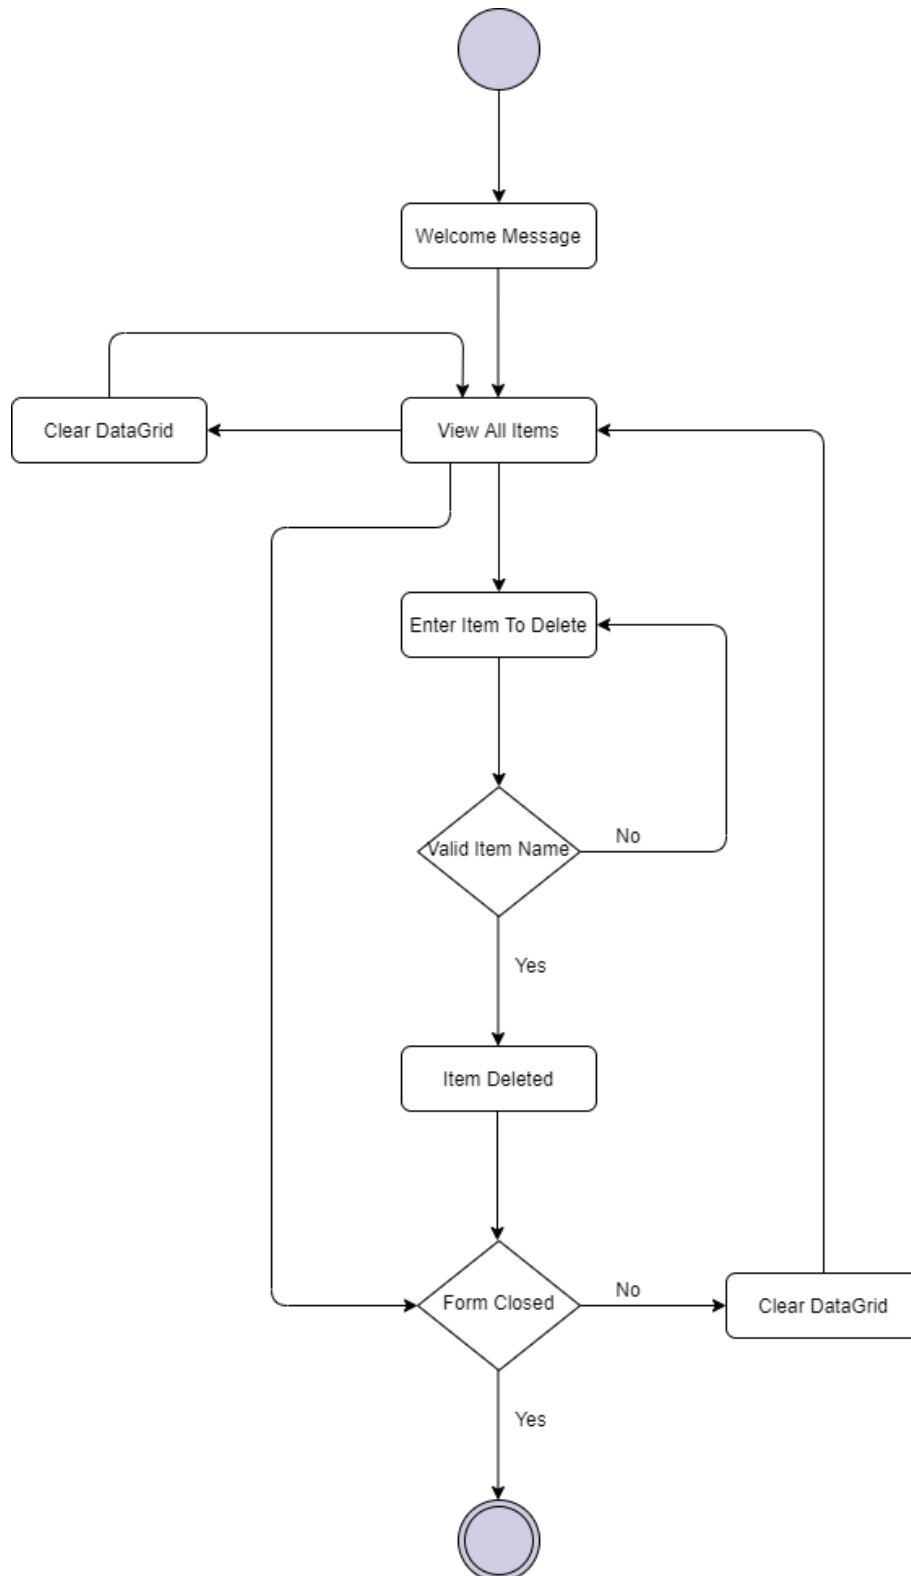 Welcome Message
Clear DataGrid
View All Items
Enter Item To Delete
Valid Item Name
No
Yes
Item Deleted
Form Closed
No
Clear DataGrid
Yes